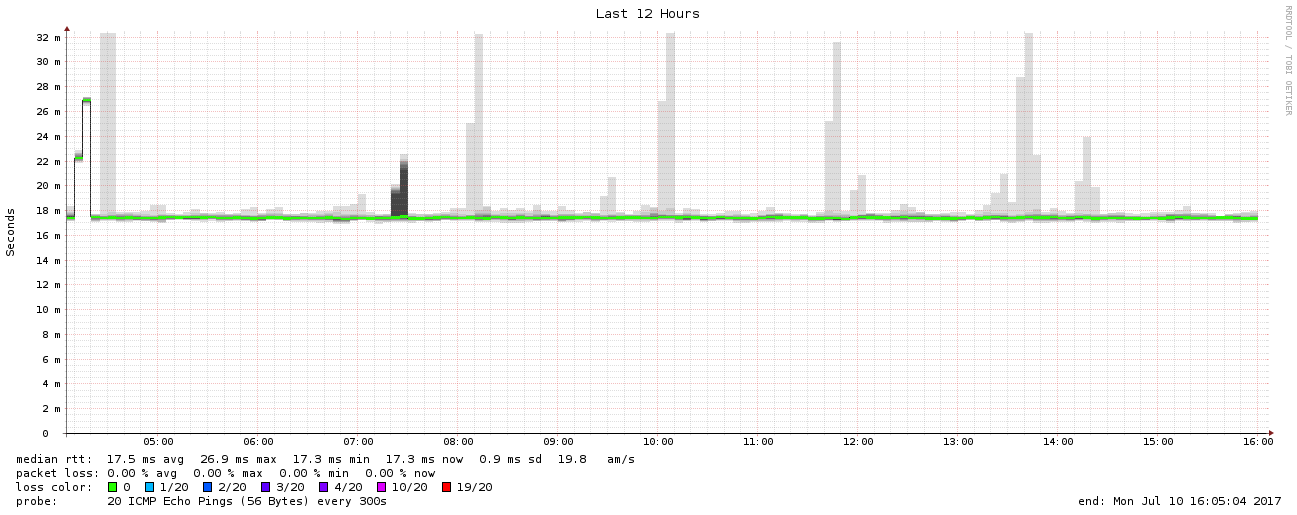 Last 12 Hours
RRDTOOL / TOBI OETIKER
Seconds
32 m
30 m
28 m
26 m
24 m
22 m
20 m
18 m
16 m
14 m
12 m
10 m
8 m
6 m
4 m
2 m
0
05:00 06:00 07:00 08:00 09:00 10:00 11:00 12:00 13:00 14:00 15:00 16:00
median rtt: 17.5 ms avg 26.9 ms max 17.3 ms min 17.3 ms now 0.9 ms sd 19.8 am/s
packet loss: 0.00 % avg 0.00 % max 0.00 % min 0.00 % now
loss color: 0 1/20 2/20 3/20 4/20 10/20 19/20
probe: 20 ICMP Echo Pings (56 Bytes) every 300s end: Mon Jul 10 16:05:04 2017